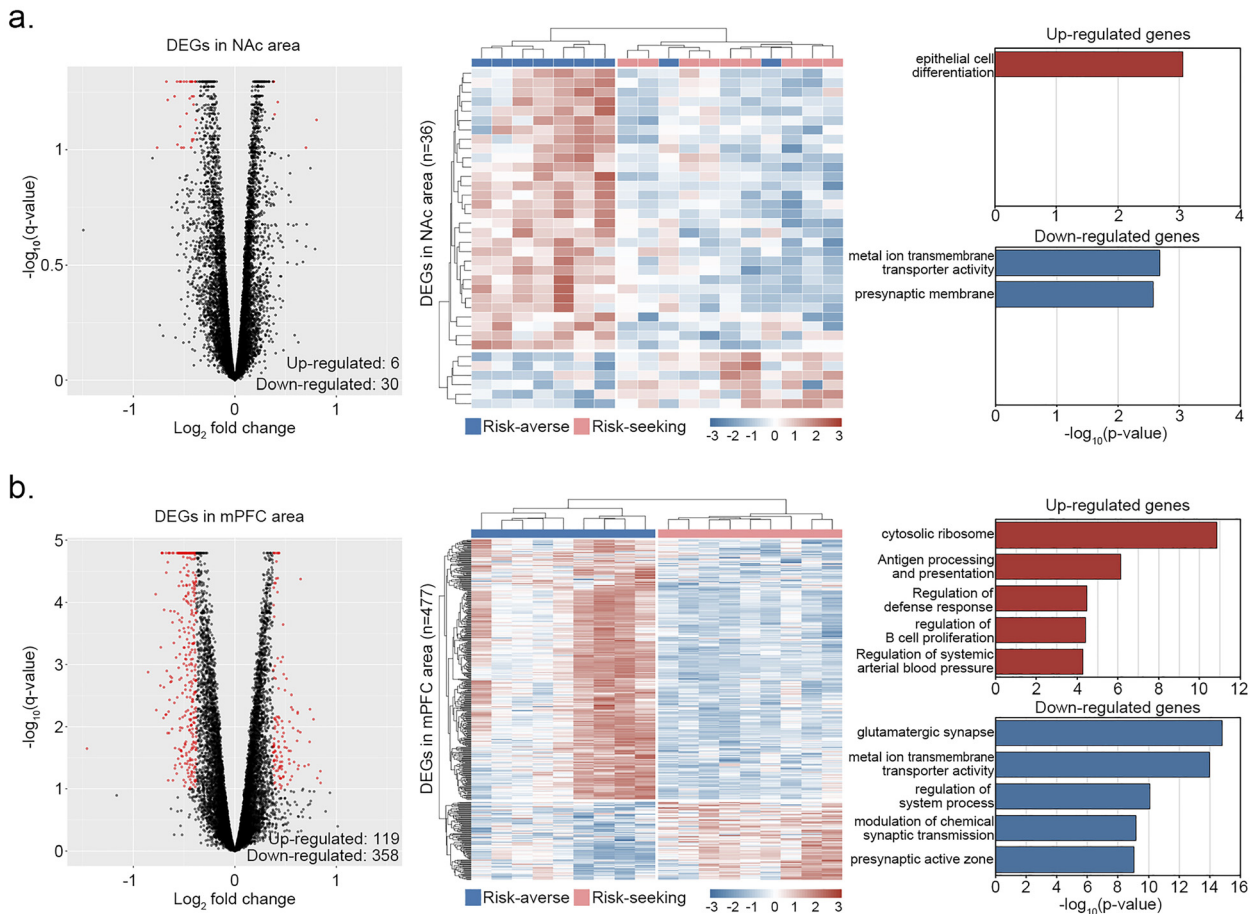 a.
DEGs in NAc area
-log10(q-value)
1
0.5
0
Up-regulated: 6
Down-regulated: 30
-1 0 1
Log2 fold change
DEGs in NAc area (n=36)
Risk-averse Risk-seeking
-3 -2 -1 0 1 2 3
Up-regulated genes
epithelial cell
differentiation
0 1 2 3 4
Down-regulated genes
metal ion transmembrane
transporter activity
presynaptic membrane
0 1 2 3 4
-log10(p-value)
b.
DEGs in mPFC area
-log10(q-value)
5
4
3
2
1
0
Up-regulated: 119
Down-regulated: 358
-1 0 1
Log2 fold change
DEGs in mPFC area (n=477)
Risk-averse Risk-seeking
-3 -2 -1 0 1 2 3
Up-regulated genes
cytosolic ribosome
Antigen processing
and presentation
Regulation of
defense response
regulation of
B cell proliferation
Regulation of systemic
arterial blood pressure
0 2 4 6 8 10 12
Down-regulated genes
glutamatergic synapse
metal ion transmembrane
transporter activity
regulation of
system process
modulation of chemical
synaptic transmission
presynaptic active zone
0 2 4 6 8 10 12 14 16
-log10(p-value)